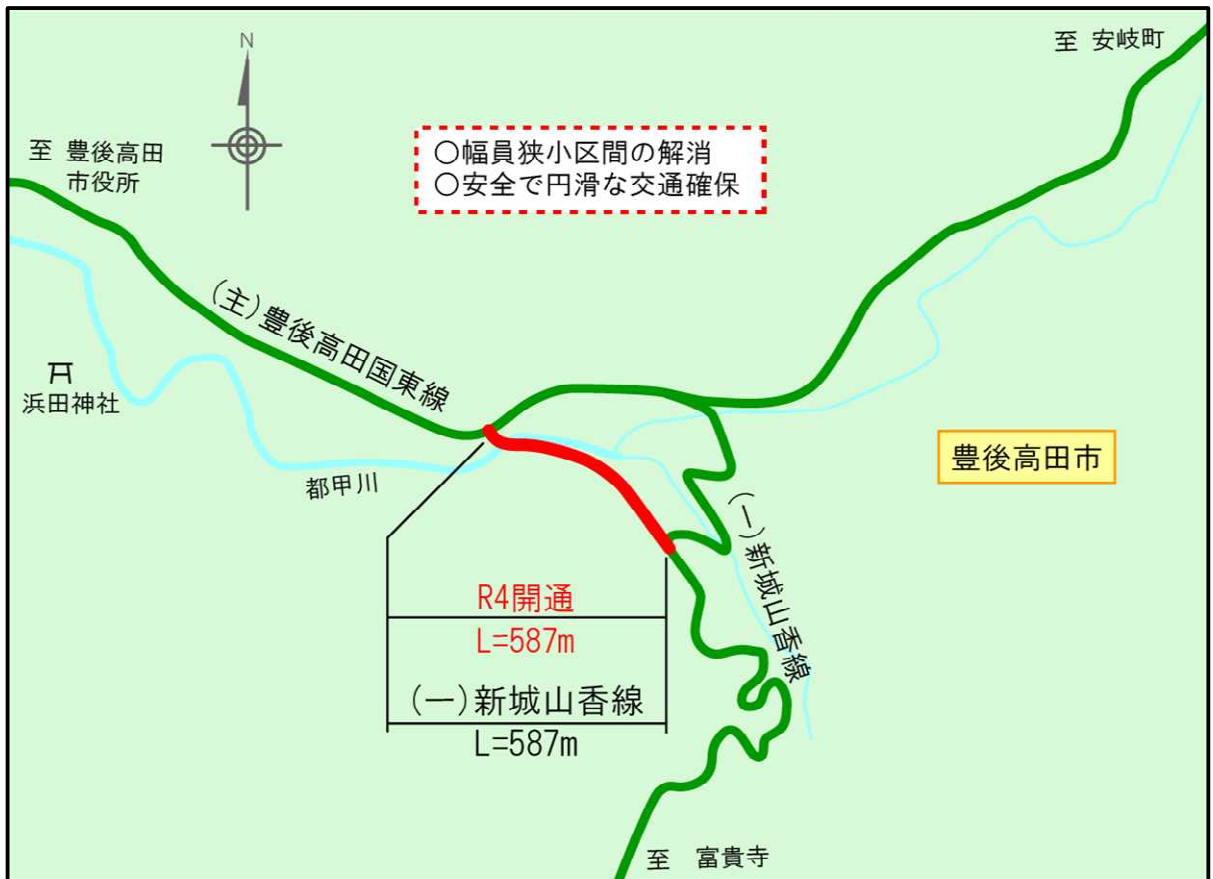 N
至 安岐町
至 豊後高田
市役所
○幅員狭小区間の解消
○安全で円滑な交通確保
(主)豊後高田国東線
浜田神社
都甲川
豊後高田市
(一)新城山香線
R4開通
L=587m
(一)新城山香線
L=587m
至 富貴寺